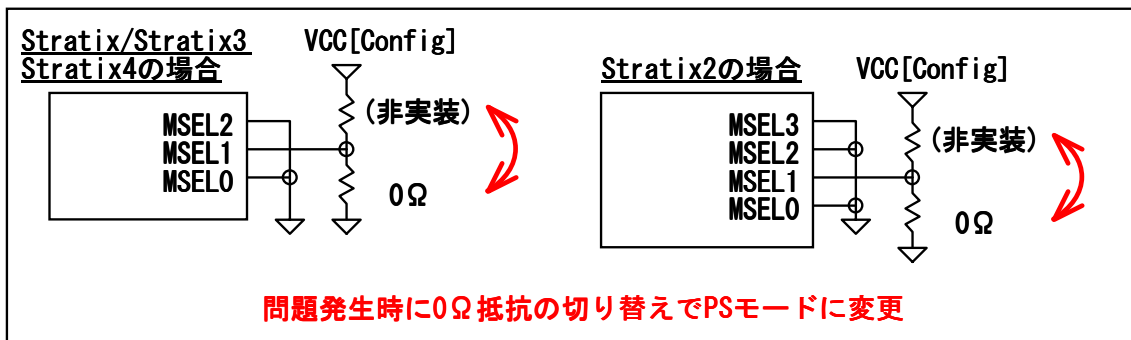 Stratix/Stratix3
Stratix4の場合
VCC[Config]
(非実装)
MSEL2
MSEL1
MSEL0
0Ω
Stratix2の場合
VCC[Config]
(非実装)
MSEL3
MSEL2
MSEL1
MSEL0
0Ω
問題発生時に0Ω抵抗の切り替えでPSモードに変更